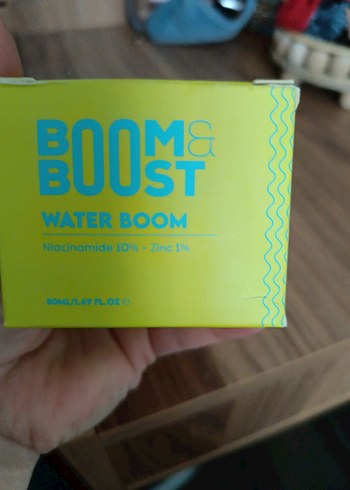 BOOM&
BOOST
WATER BOOM
Niacinamide 10% - Zinc 1%
50ML/1.69 FL.OZ ℮